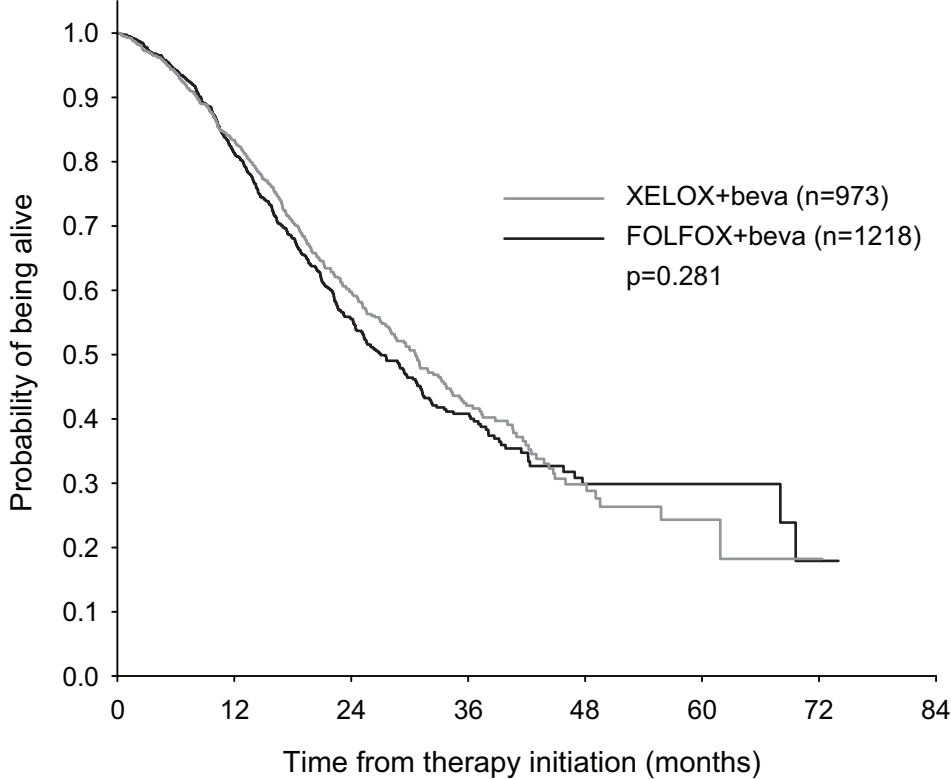 Probability of being alive
1.0
0.9
0.8
0.7
0.6
0.5
0.4
0.3
0.2
0.1
0.0
XELOX+beva (n=973)
FOLFOX+beva (n=1218)
p=0.281
0 12 24 36 48 60 72 84
Time from therapy initiation (months)